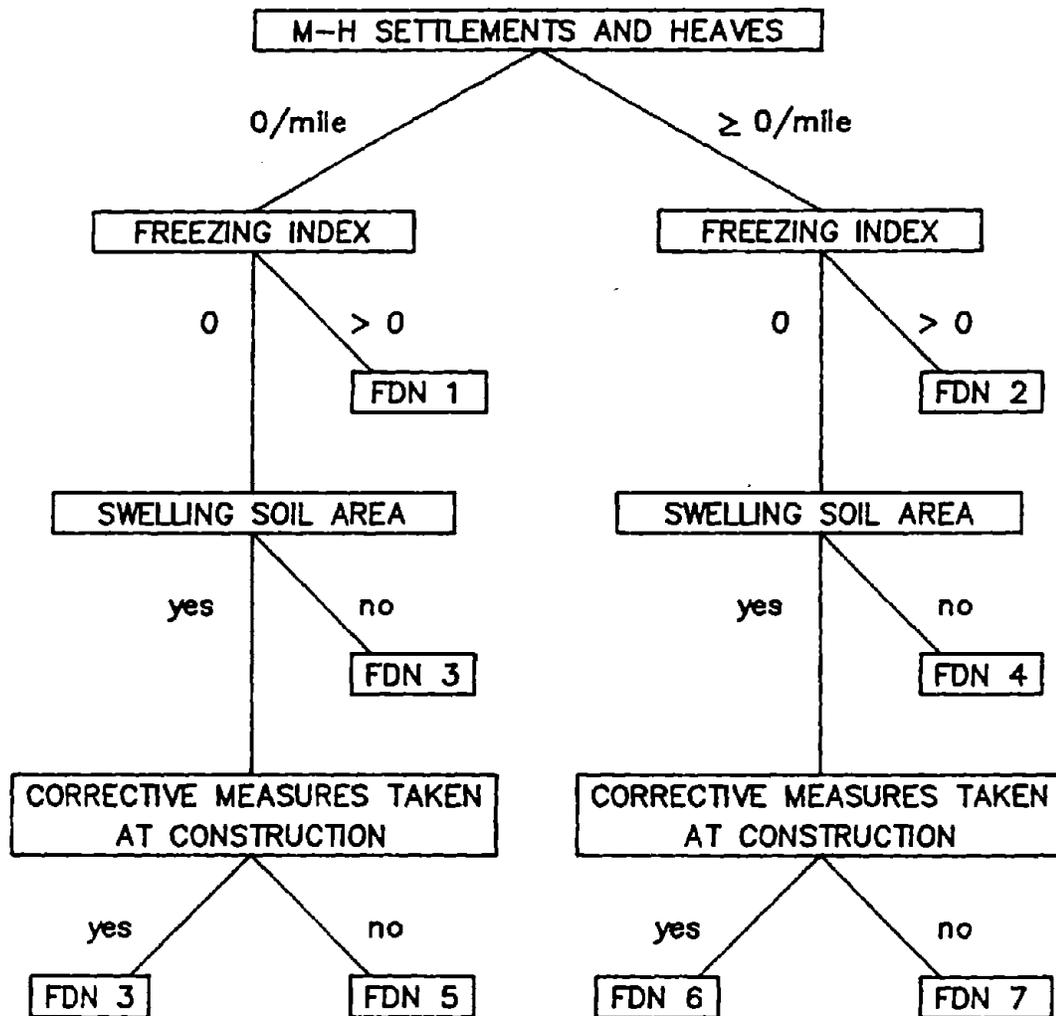 M-H SETTLEMENTS AND HEAVES
0/mile
≥ 0/mile
FREEZING INDEX
FREEZING INDEX
0
> 0
0
> 0
FDN 1
FDN 2
SWELLING SOIL AREA
SWELLING SOIL AREA
yes
no
yes
no
FDN 3
FDN 4
CORRECTIVE MEASURES TAKEN
AT CONSTRUCTION
CORRECTIVE MEASURES TAKEN
AT CONSTRUCTION
yes
no
yes
no
FDN 3
FDN 5
FDN 6
FDN 7